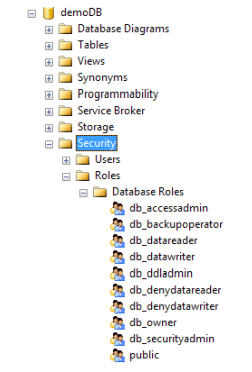 demoDB
Database Diagrams
Tables
Views
Synonyms
Programmability
Service Broker
Storage
Security
Users
Roles
Database Roles
db_accessadmin
db_backupoperator
db_datareader
db_datawriter
db_ddladmin
db_denydatareader
db_denydatawriter
db_owner
db_securityadmin
public